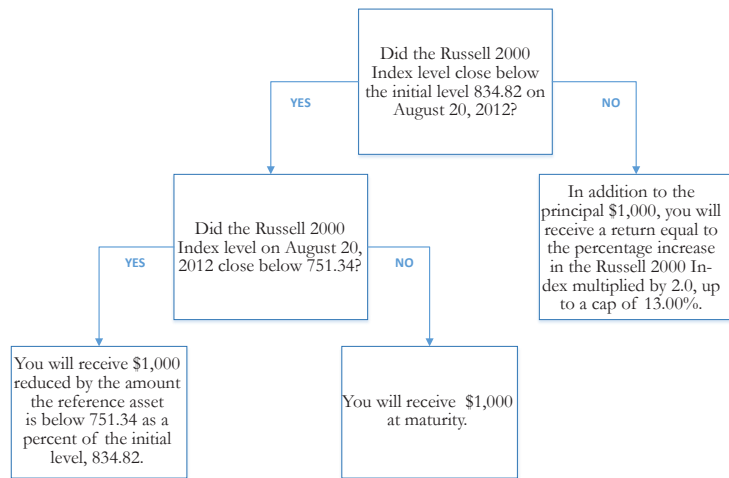 Did the Russell 2000
Index level close below
the initial level 834.82 on
August 20, 2012?
YES
NO
Did the Russell 2000
Index level on August 20,
2012 close below 751.34?
In addition to the
principal $1,000, you will
receive a return equal to
the percentage increase
in the Russell 2000 In-
dex multiplied by 2.0, up
to a cap of 13.00%.
YES
NO
You will receive $1,000
reduced by the amount
the reference asset
is below 751.34 as a
percent of the initial
level, 834.82.
You will receive $1,000
at maturity.